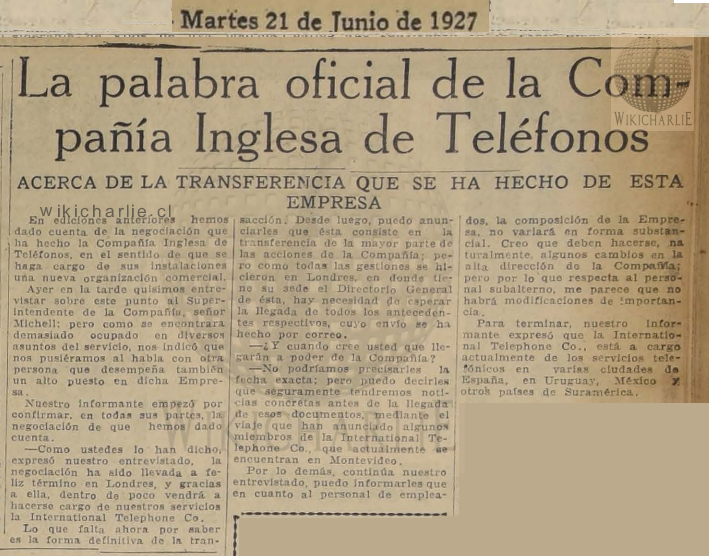 Martes 21 de Junio de 1927
La palabra oficial de la Com-
pañía Inglesa de Teléfonos
ACERCA DE LA TRANSFERENCIA QUE SE HA HECHO DE ESTA
EMPRESA
WIKICHARLIE
wikicharlie.cl
En ediciones anteriores hemos
dado cuenta de la negociación que
ha hecho la Compañía Inglesa de
Teléfonos, en el sentido de que se
haga cargo de sus instalaciones
una nueva organización comercial.
Ayer en la tarde quisimos entre-
vistar sobre este punto al Super-
intendente de la Compañía, señor
Michell; pero como se encontrara
demasiado ocupado en diversos
asuntos del servicio, nos indicó que
nos pusiéramos al habla con otra
persona que desempeña también
un alto puesto en dicha Empre-
sa.
Nuestro informante empezó por
confirmar, en todas sus partes, la
negociación de que hemos dado
cuenta.
—Como ustedes lo han dicho,
expresó nuestro entrevistado, la
negociación ha sido llevada a fe-
liz término en Londres, y gracias
a ella, dentro de poco vendrá a
hacerse cargo de nuestros servicios
la International Telephone Co.
Lo que falta ahora por saber
es la forma definitiva de la tran-
sacción. Desde luego, puedo anun-
ciarles que ésta consiste en la
transferencia de la mayor parte de
las acciones de la Compañía; pe-
ro como todas las gestiones se hi-
cieron en Londres, en donde tie-
ne su sede el Directorio General
de ésta, hay necesidad de esperar
la llegada de todos los anteceden-
tes respectivos, cuyo envío se ha
hecho por correo.
—¿Y cuándo cree usted que lle-
garán a poder de la Compañía?
—No podríamos precisarles la
fecha exacta; pero puedo decirles
que seguramente tendremos noti-
cias concretas antes de la llegada
de esos documentos, mediante el
viaje que han anunciado algunos
miembros de la International Te-
lephone Co., que actualmente se
encuentran en Montevideo.
Por lo demás, continúa nuestro
entrevistado, puedo informarles que
en cuanto al personal de emplea-
dos, la composición de la Empre-
sa, no variará en forma substan-
cial. Creo que deben hacerse, na
turalmente, algunos cambios en la
alta dirección de la Compañía;
pero por lo que respecta al perso-
nal subalterno, me parece que no
habrá modificaciones de importan-
cia.
Para terminar, nuestro infor-
mante expresó que la Internatio-
nal Telephone Co., está a cargo
actualmente de los servicios tele-
fónicos en varias ciudades de
España, en Uruguay, México y
otros países de Suramérica.